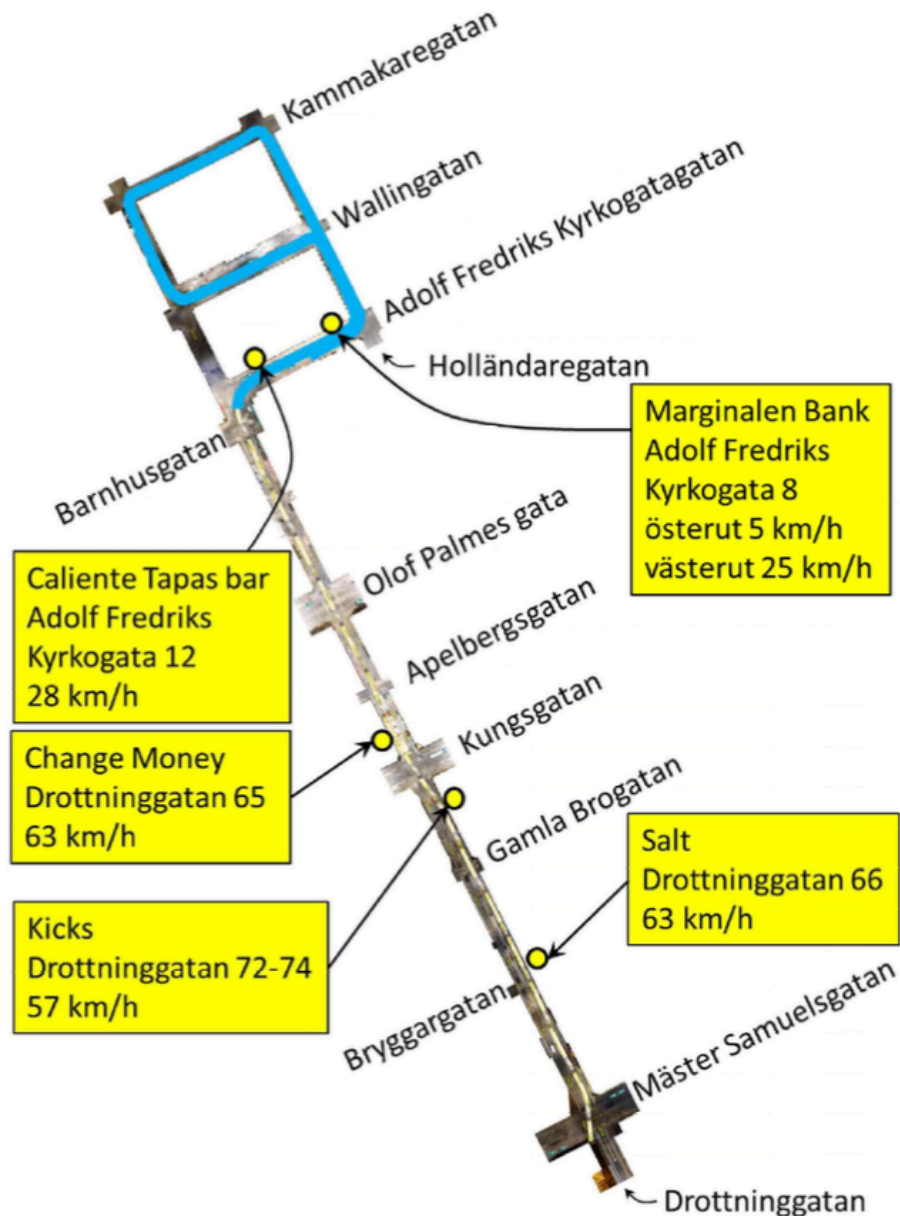 Kammakaregatan
Wallingatan
Adolf Fredriks Kyrkogatagatan
Holländaregatan
Marginalen Bank
Adolf Fredriks
Kyrkogata 8
österut 5 km/h
västerut 25 km/h
Barnhusgatan
Olof Palmes gata
Caliente Tapas bar
Adolf Fredriks
Kyrkogata 12
28 km/h
Apelbergsgatan
Kungsgatan
Change Money
Drottninggatan 65
63 km/h
Gamla Brogatan
Salt
Drottninggatan 66
63 km/h
Kicks
Drottninggatan 72-74
57 km/h
Bryggargatan
Mäster Samuelsgatan
Drottninggatan